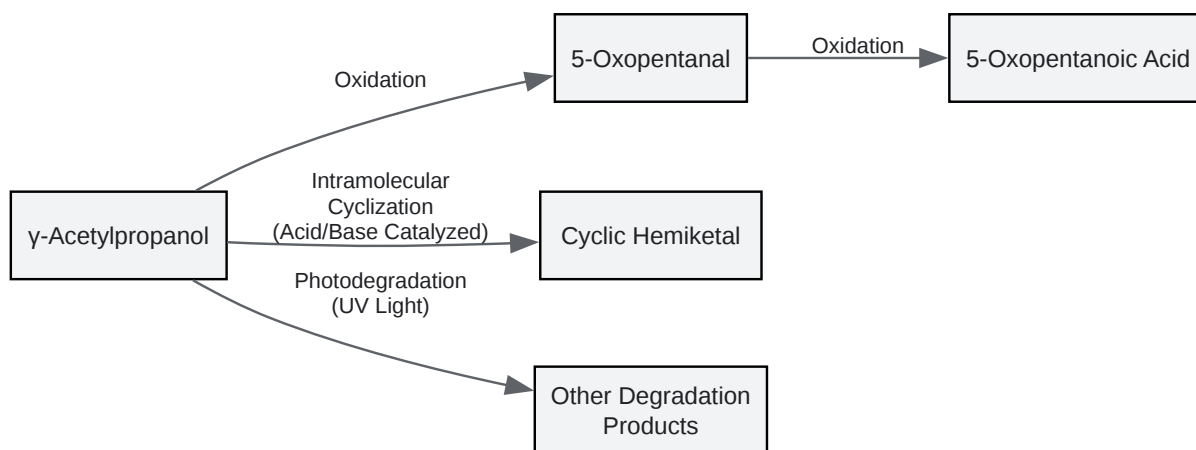 Oxidation
5-Oxopentanal
Oxidation
5-Oxopentanoic Acid
γ-Acetylpropanol
Intramolecular
Cyclization
(Acid/Base Catalyzed)
Cyclic Hemiketal
Photodegradation
(UV Light)
Other Degradation
Products